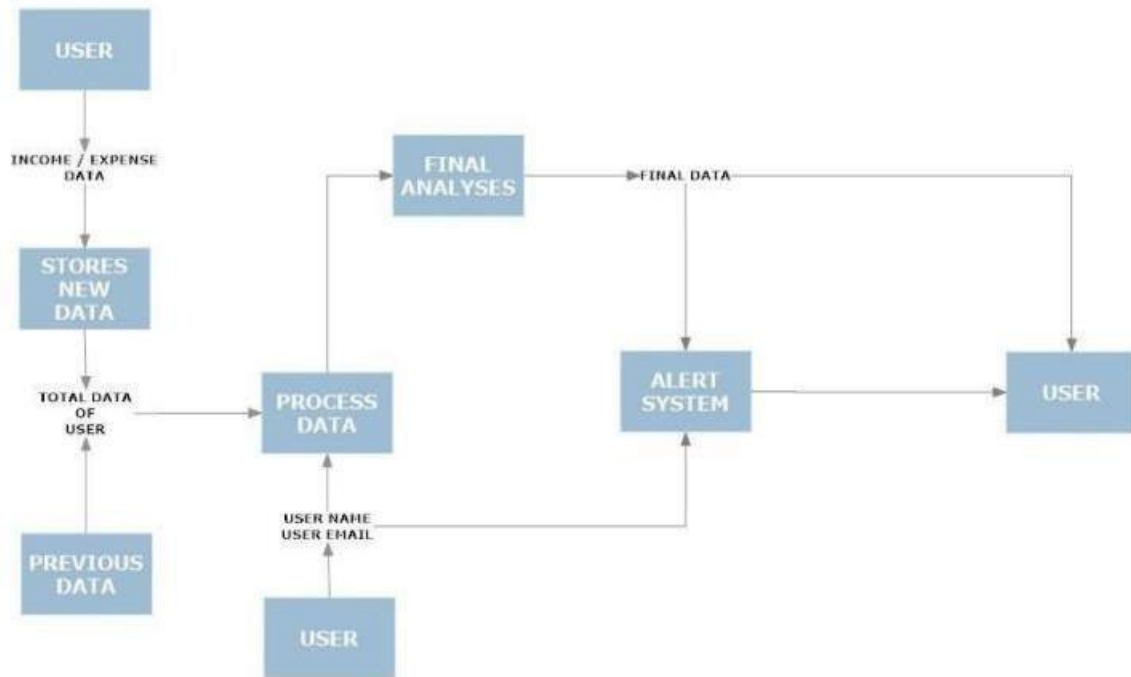 USER
INCOME / EXPENSE
DATA
STORES
NEW
DATA
TOTAL DATA
OF
USER
PREVIOUS
DATA
PROCESS
DATA
USER NAME
USER EMAIL
USER
FINAL
ANALYSES
FINAL DATA
ALERT
SYSTEM
USER